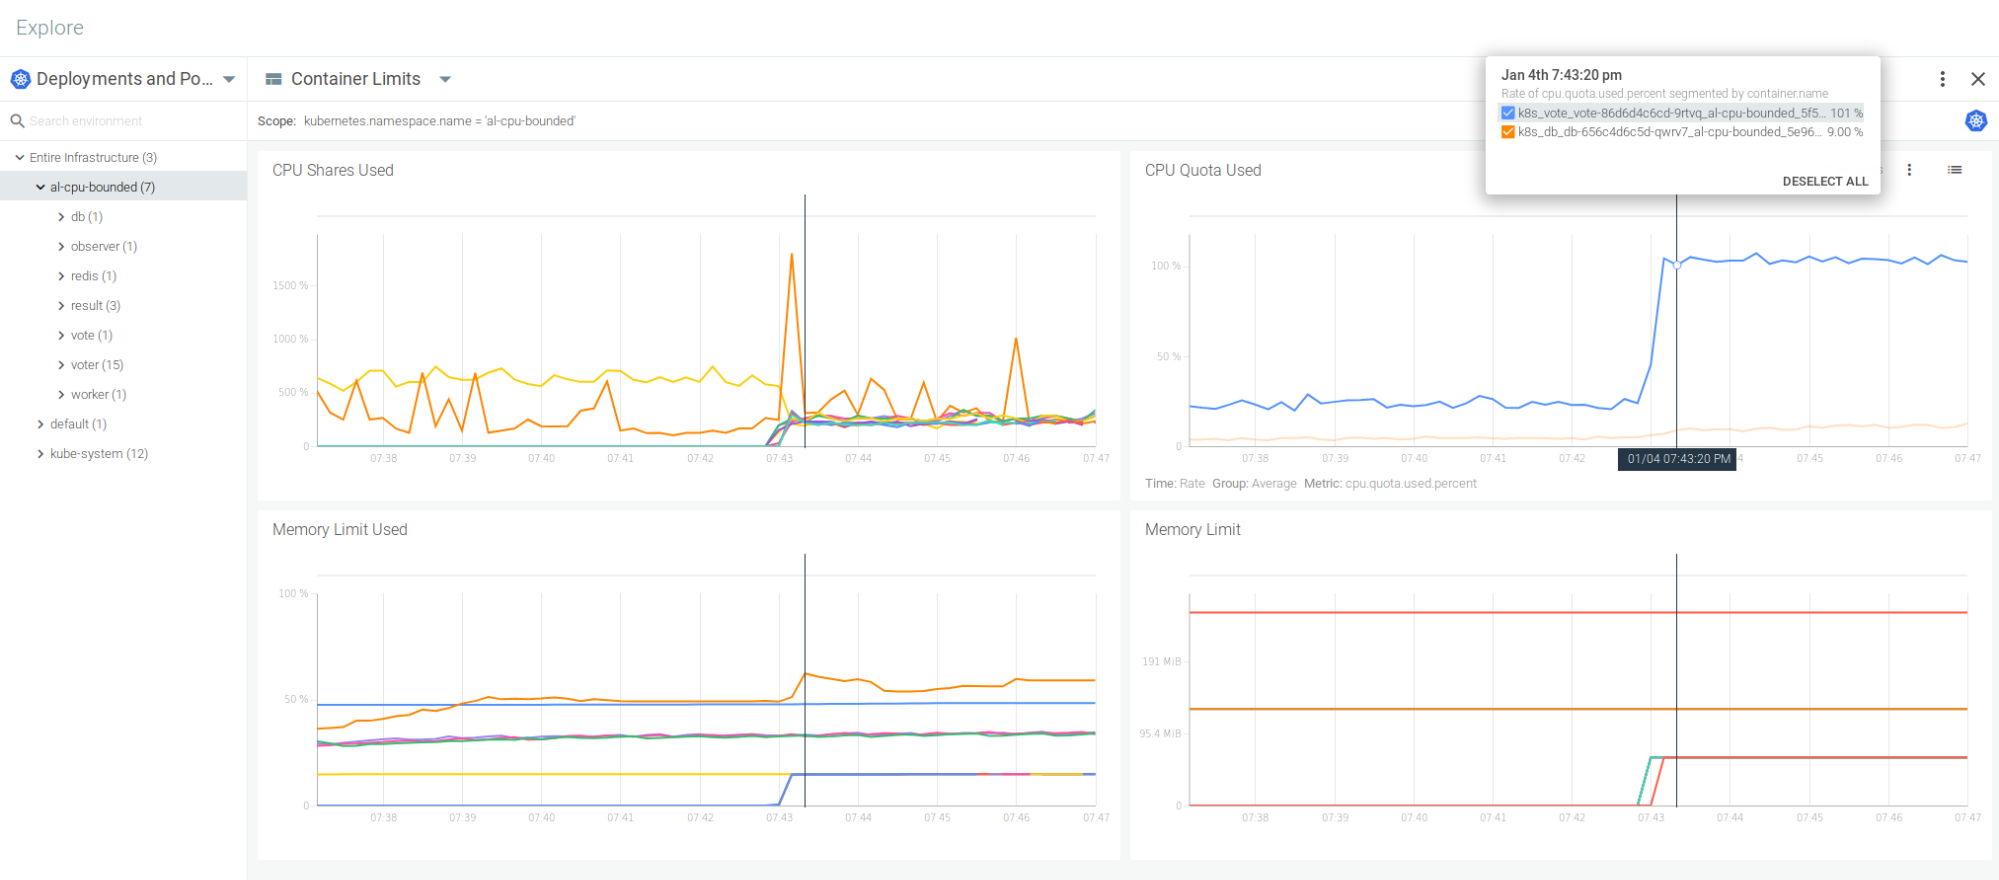 Explore
Deployments and Po...
Container Limits
Search environment
Scope: kubernetes.namespace.name = 'al-cpu-bounded'
Entire Infrastructure (3)
al-cpu-bounded (7)
db (1)
observer (1)
redis (1)
result (3)
vote (1)
voter (15)
worker (1)
default (1)
kube-system (12)
Jan 4th 7:43:20 pm
Rate of cpu.quota.used.percent segmented by container.name
k8s_vote_vote-86d6d4c6cd-9rtvq_al-cpu-bounded_5f5... 101 %
k8s_db_db-656c4d6c5d-qwrv7_al-cpu-bounded_5e96... 9.00 %
DESELECT ALL
CPU Shares Used
1500 %
1000 %
500 %
0
07:38 07:39 07:40 07:41 07:42 07:43 07:44 07:45 07:46 07:47
CPU Quota Used
100 %
50 %
0
07:38 07:39 07:40 07:41 07:42 01/04 07:43:20 PM 4 07:45 07:46 07:47
Time: Rate Group: Average Metric: cpu.quota.used.percent
Memory Limit Used
100 %
50 %
0
07:38 07:39 07:40 07:41 07:42 07:43 07:44 07:45 07:46 07:47
Memory Limit
191 MiB
95.4 MiB
0
07:38 07:39 07:40 07:41 07:42 07:43 07:44 07:45 07:46 07:47